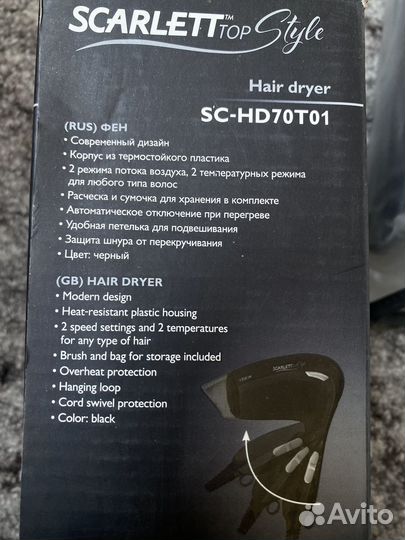 SCARLETT™ TOP Style
Hair dryer
SC-HD70T01
(RUS) ФЕН
• Современный дизайн
• Корпус из термостойкого пластика
• 2 режима потока воздуха, 2 температурных режима
для любого типа волос
• Расческа и сумочка для хранения в комплекте
• Автоматическое отключение при перегреве
• Удобная петелька для подвешивания
• Защита шнура от перекручивания
• Цвет: черный
(GB) HAIR DRYER
• Modern design
• Heat-resistant plastic housing
• 2 speed settings and 2 temperatures
for any type of hair
• Brush and bag for storage included
• Overheat protection
• Hanging loop
• Cord swivel protection
• Color: black
SCARLETT
Avito